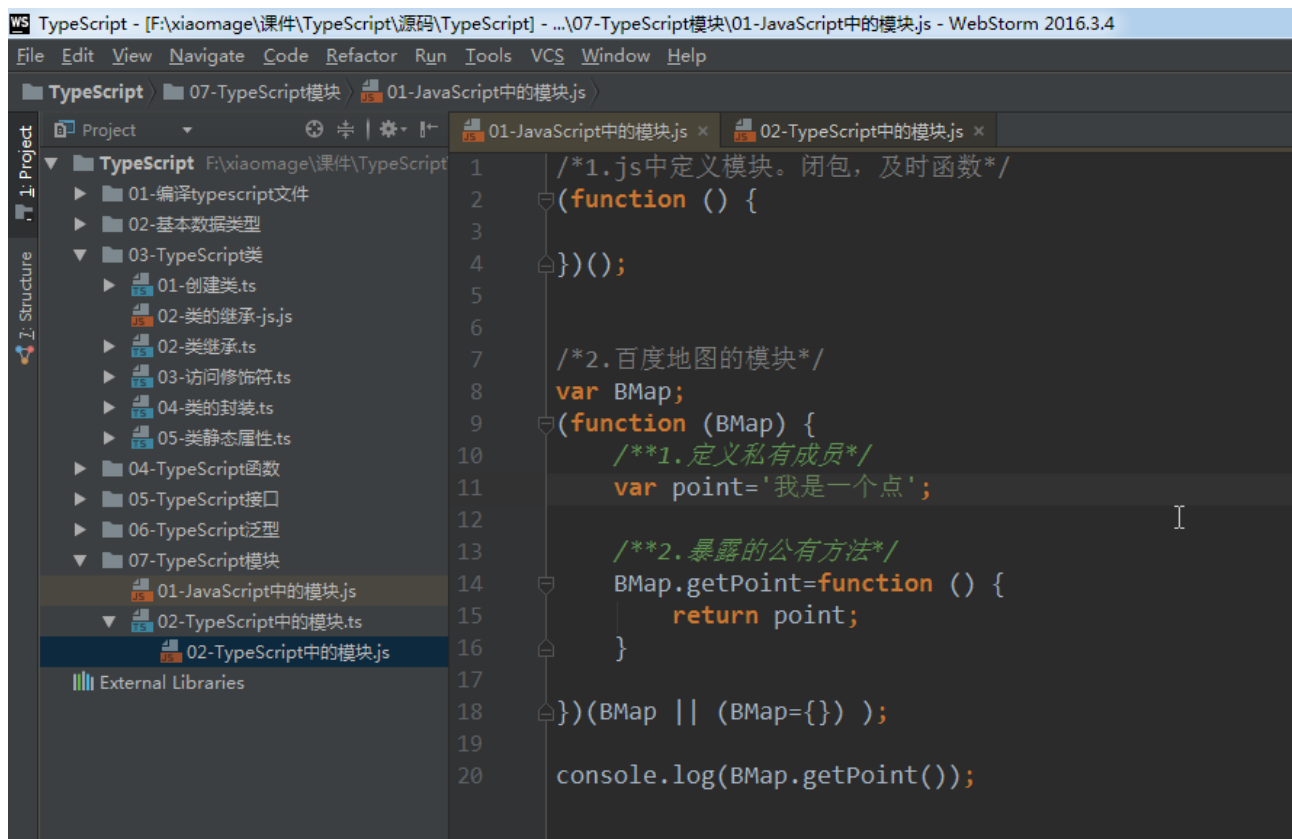 WS TypeScript - [F:\xiaomage\课件\TypeScript\源码\TypeScript] - ...\07-TypeScript模块\01-JavaScript中的模块.js - WebStorm 2016.3.4
File Edit View Navigate Code Refactor Run Tools VCS Window Help
TypeScript 07-TypeScript模块 01-JavaScript中的模块.js
1: Project
7: Structure
Project
TypeScript F:\xiaomage\课件\TypeScript
01-编译typescript文件
02-基本数据类型
03-TypeScript类
01-创建类.ts
02-类的继承-js.js
02-类继承.ts
03-访问修饰符.ts
04-类的封装.ts
05-类静态属性.ts
04-TypeScript函数
05-TypeScript接口
06-TypeScript泛型
07-TypeScript模块
01-JavaScript中的模块.js
02-TypeScript中的模块.ts
02-TypeScript中的模块.js
External Libraries
01-JavaScript中的模块.js × 02-TypeScript中的模块.js ×
1 /*1.js中定义模块。闭包，及时函数*/
2 (function () {
3
4 })();
5
6
7 /*2.百度地图的模块*/
8 var BMap;
9 (function (BMap) {
10 /**1.定义私有成员*/
11 var point='我是一个点';
12
13 /**2.暴露的公有方法*/
14 BMap.getPoint=function () {
15 return point;
16 }
17
18 })(BMap || (BMap={}) );
19
20 console.log(BMap.getPoint());